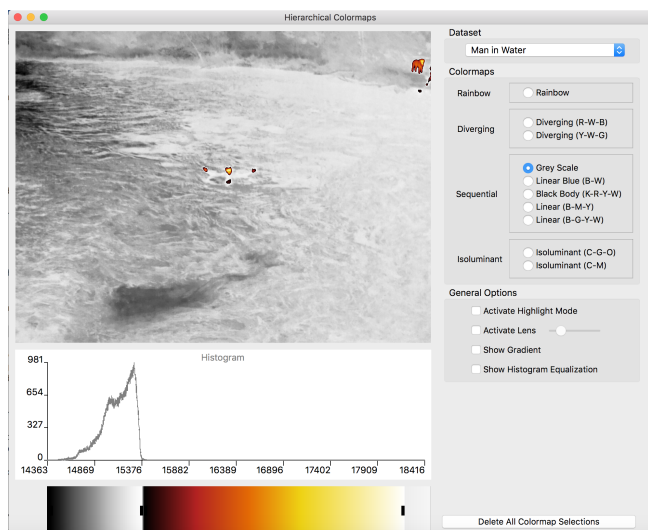 Hierarchical Colormaps
Dataset
Man in Water
Colormaps
Rainbow
Rainbow
Diverging
Diverging (R-W-B)
Diverging (Y-W-G)
Sequential
Grey Scale
Linear Blue (B-W)
Black Body (K-R-Y-W)
Linear (B-M-Y)
Linear (B-G-Y-W)
Isoluminant
Isoluminant (C-G-O)
Isoluminant (C-M)
General Options
Activate Highlight Mode
Activate Lens
Show Gradient
Show Histogram Equalization
Histogram
981
654
327
0
14363 14869 15376 15882 16389 16896 17402 17909 18416
Delete All Colormap Selections